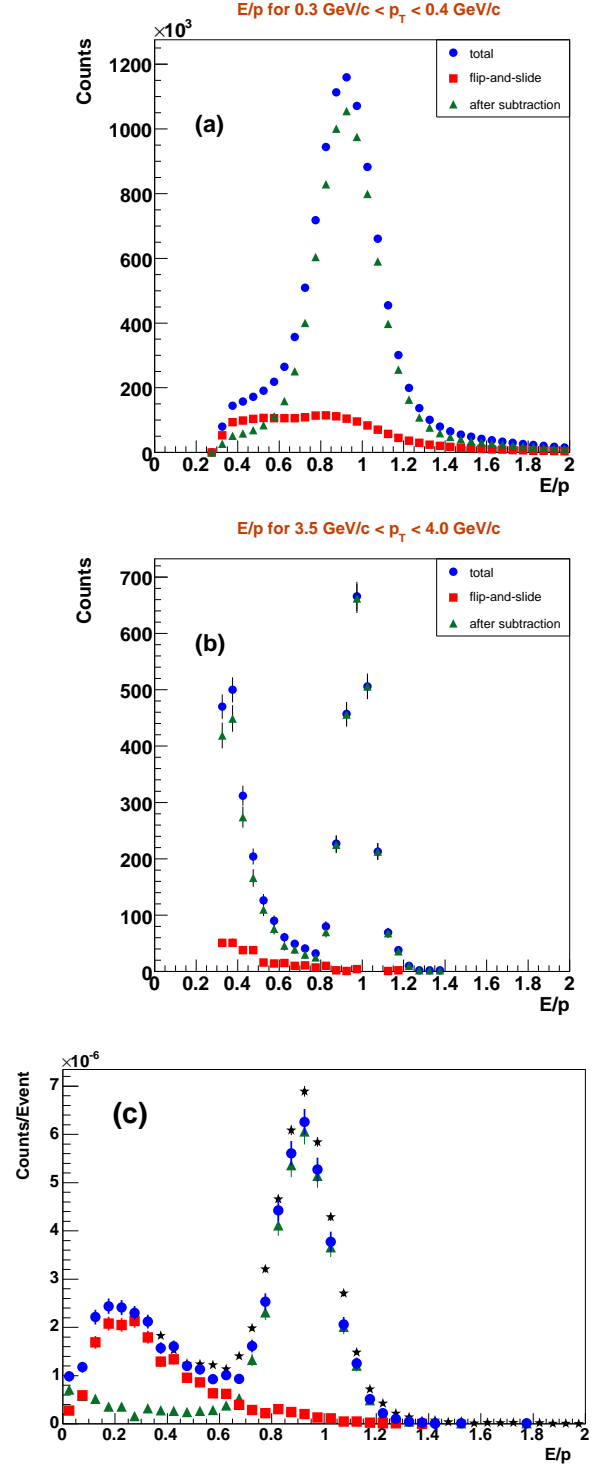 E/p for 0.3 GeV/c < p_T < 0.4 GeV/c
×10³
Counts
1200
1000
800
600
400
200
0
(a)
total
flip-and-slide
after subtraction
0 0.2 0.4 0.6 0.8 1 1.2 1.4 1.6 1.8 2
E/p
E/p for 3.5 GeV/c < p_T < 4.0 GeV/c
Counts
700
600
500
400
300
200
100
0
(b)
total
flip-and-slide
after subtraction
0 0.2 0.4 0.6 0.8 1 1.2 1.4 1.6 1.8 2
E/p
×10⁻⁶
Counts/Event
7
6
5
4
3
2
1
0
(c)
0 0.2 0.4 0.6 0.8 1 1.2 1.4 1.6 1.8 2
E/p